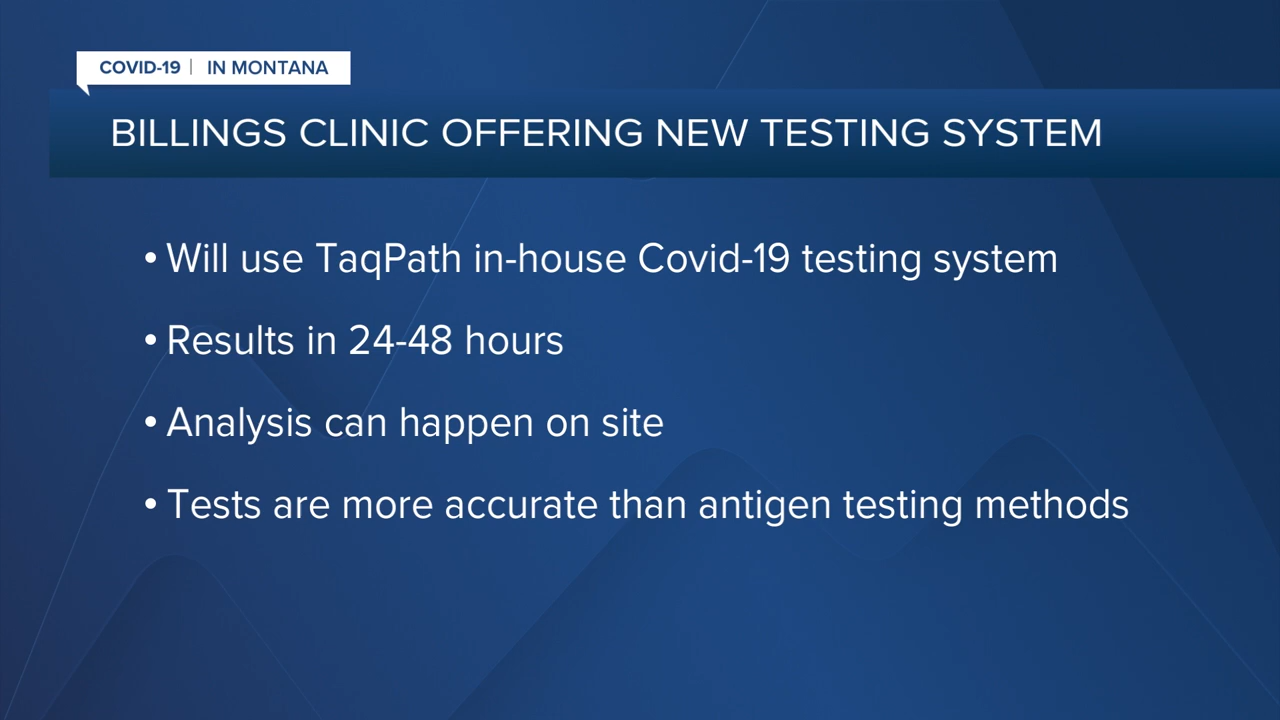 COVID-19 | IN MONTANA
BILLINGS CLINIC OFFERING NEW TESTING SYSTEM
• Will use TaqPath in-house Covid-19 testing system
• Results in 24-48 hours
• Analysis can happen on site
• Tests are more accurate than antigen testing methods